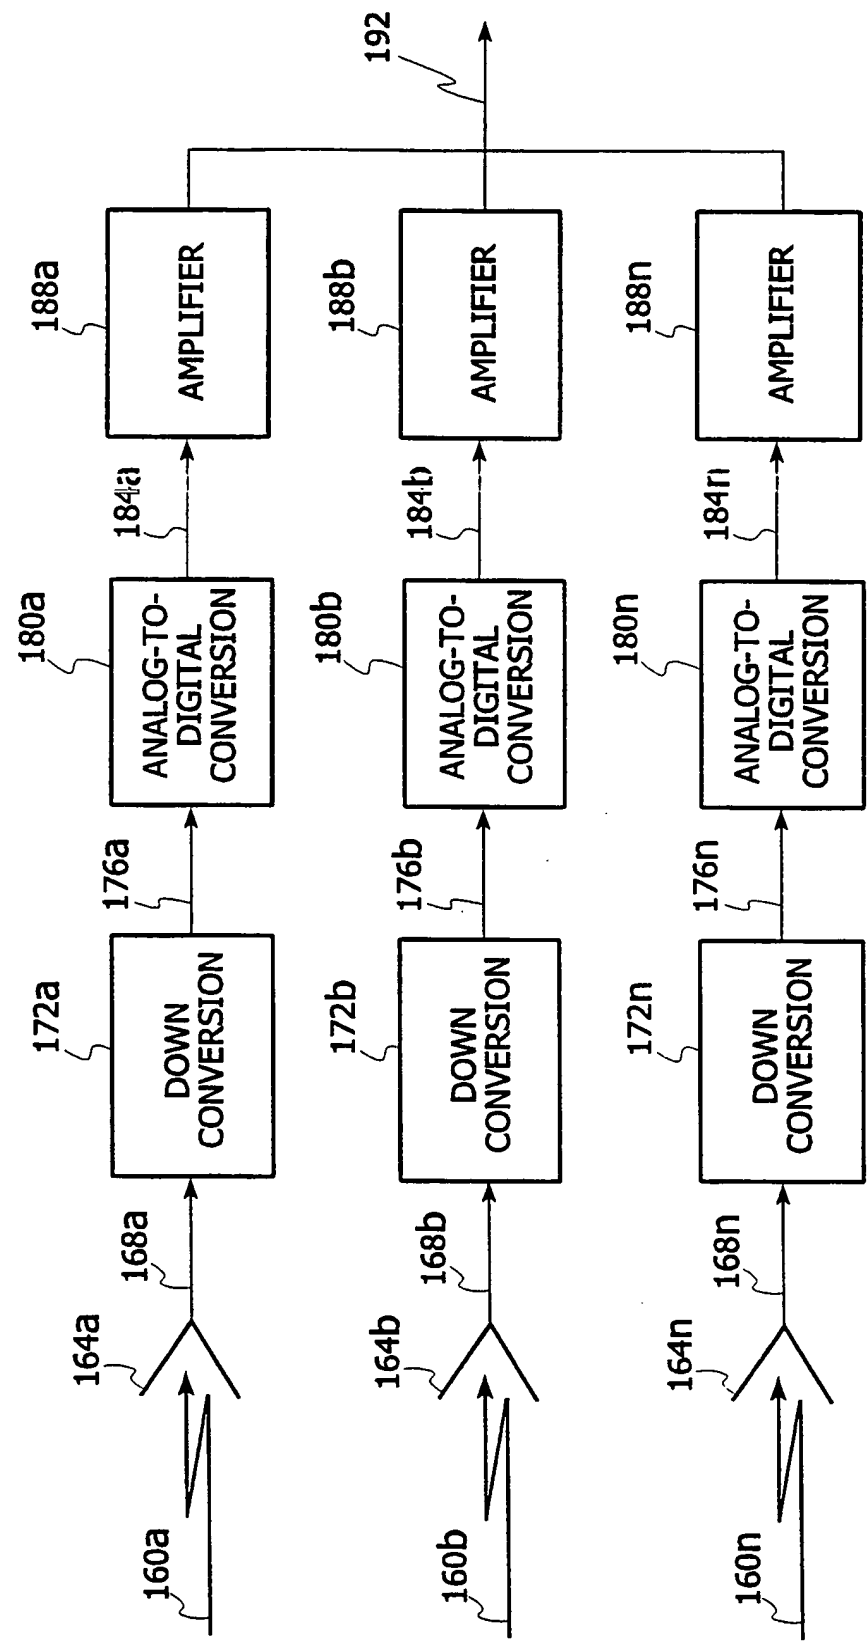 160a
164a
168a
172a
DOWN
CONVERSION
176a
180a
ANALOG-TO-
DIGITAL
CONVERSION
184a
188a
AMPLIFIER
160b
164b
168b
172b
DOWN
CONVERSION
176b
180b
ANALOG-TO-
DIGITAL
CONVERSION
184b
188b
AMPLIFIER
192
160n
164n
168n
172n
DOWN
CONVERSION
176n
180n
ANALOG-TO-
DIGITAL
CONVERSION
184n
188n
AMPLIFIER